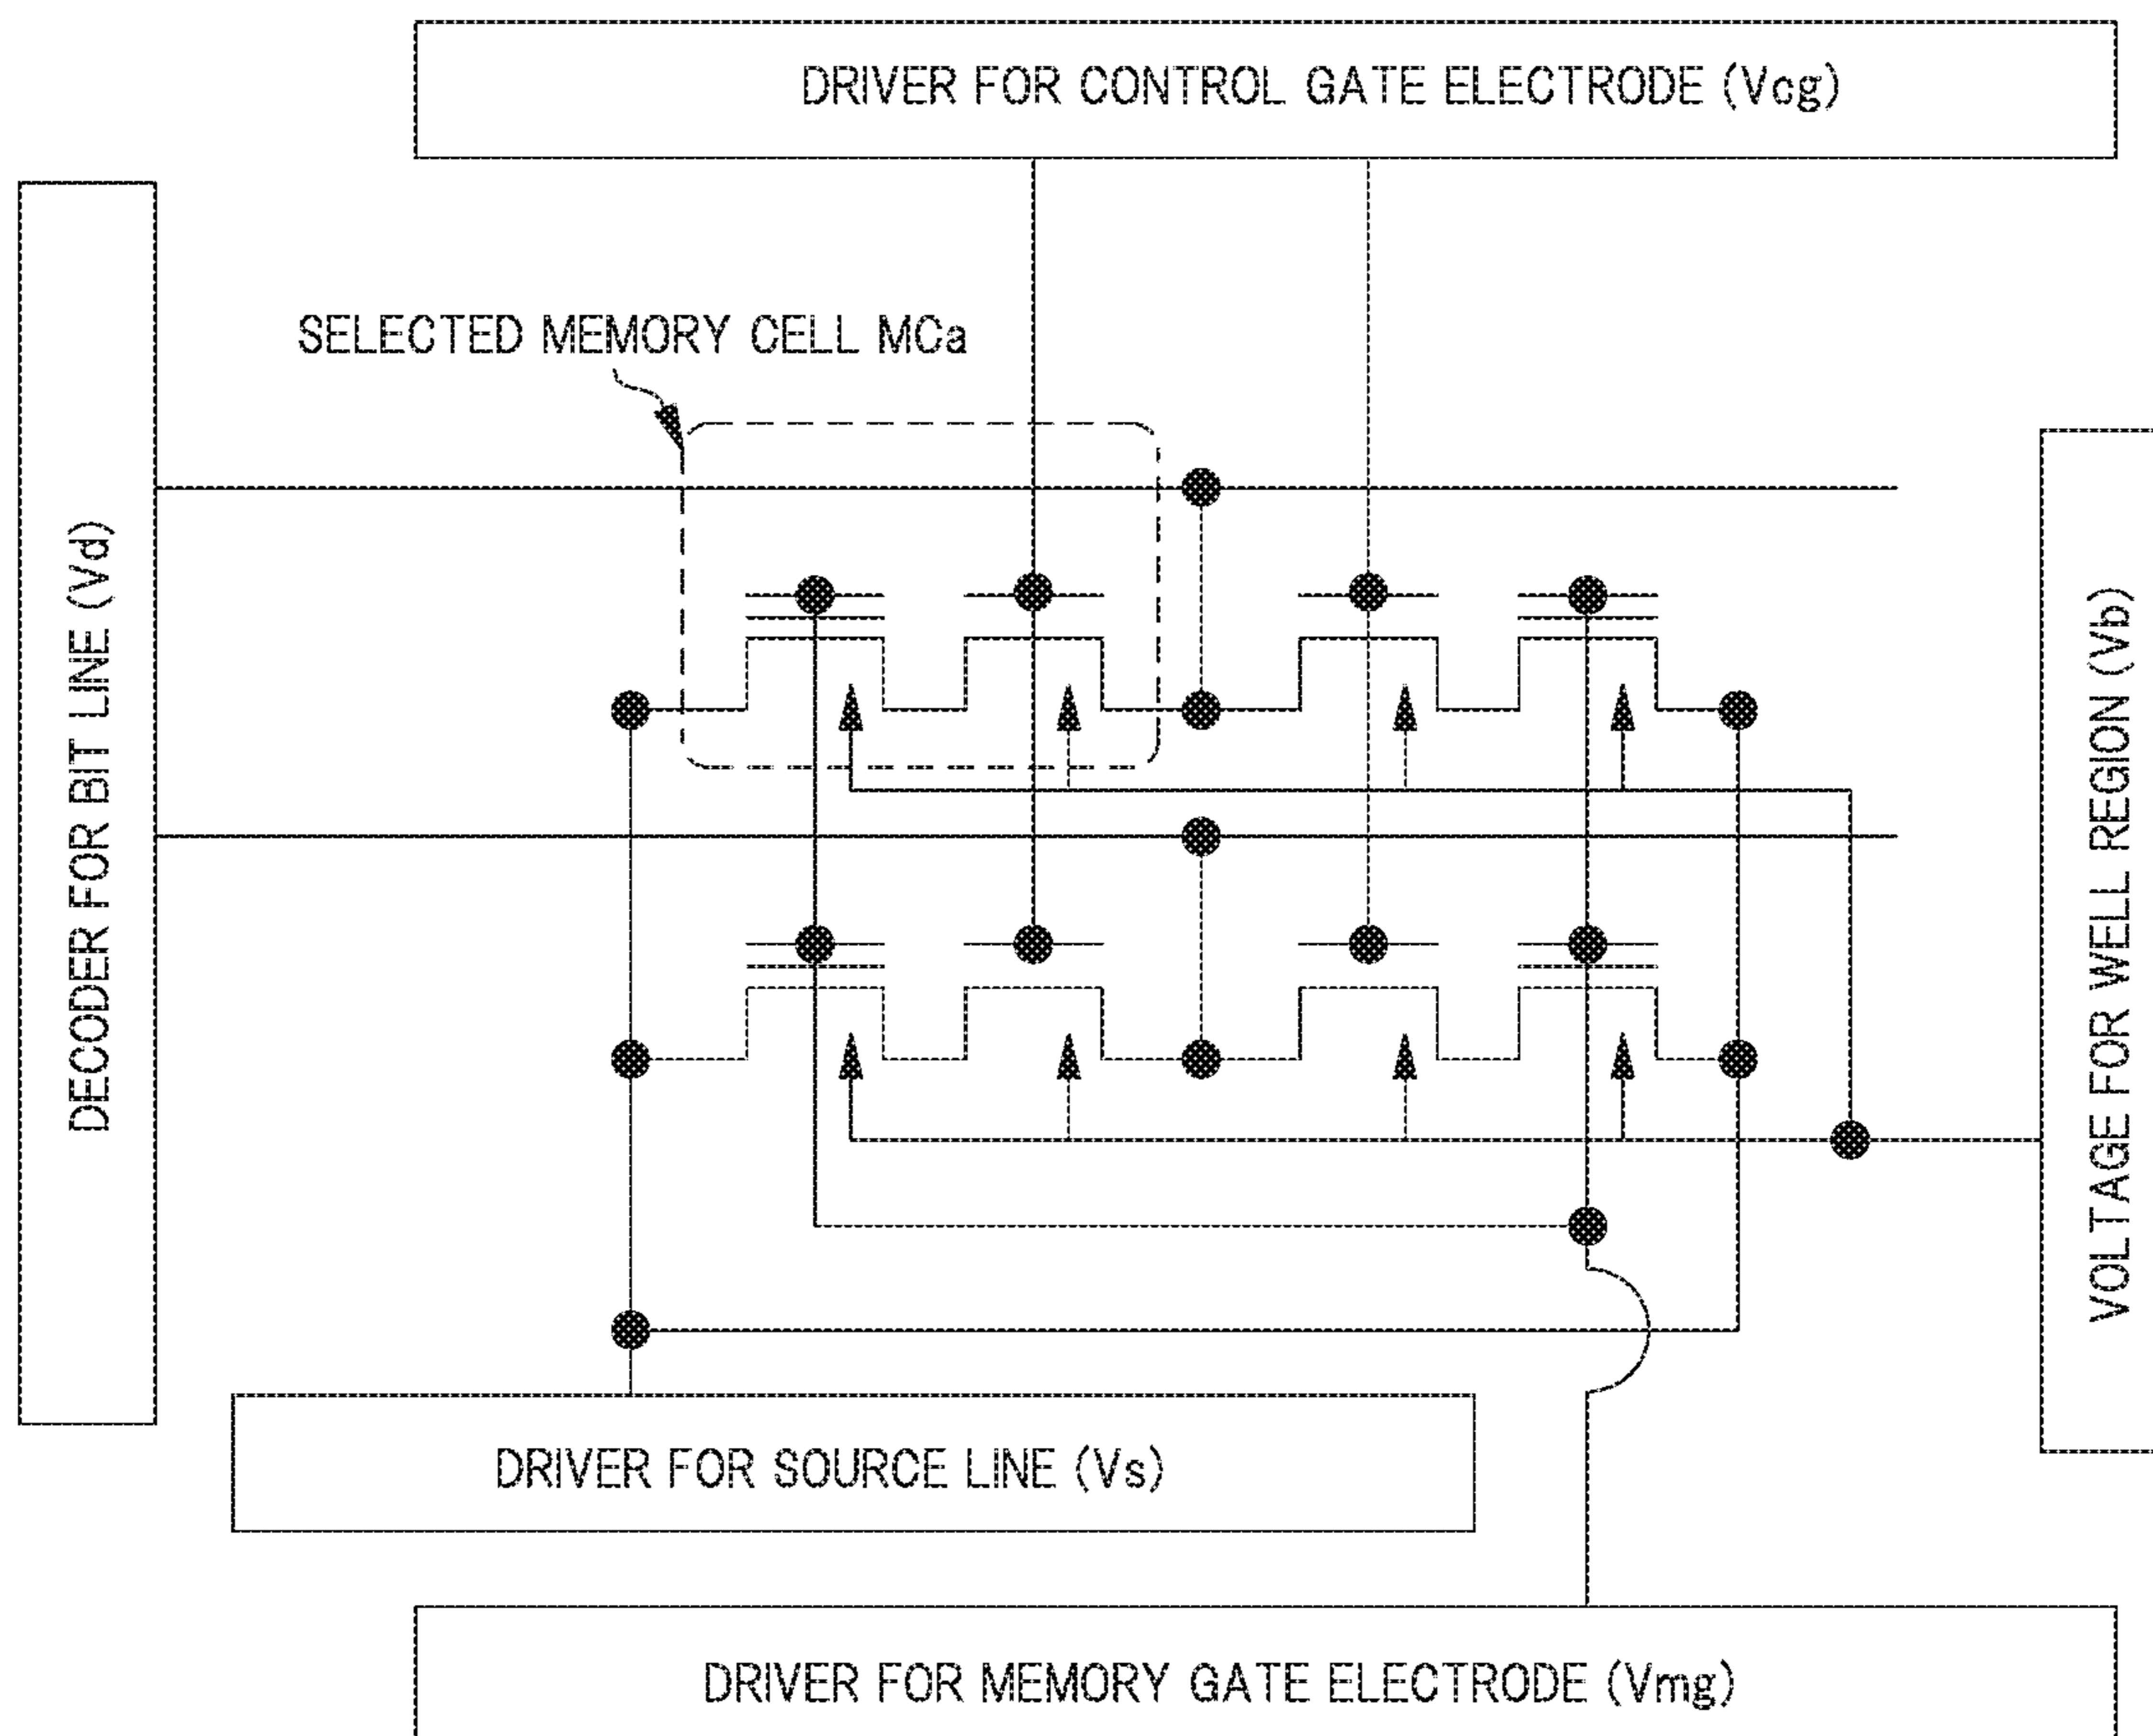 DRIVER FOR CONTROL GATE ELECTRODE (Vcg)
SELECTED MEMORY CELL MCa
DECODER FOR BIT LINE (Vd)
VOLTAGE FOR WELL REGION (Vb)
DRIVER FOR SOURCE LINE (Vs)
DRIVER FOR MEMORY GATE ELECTRODE (Vmg)